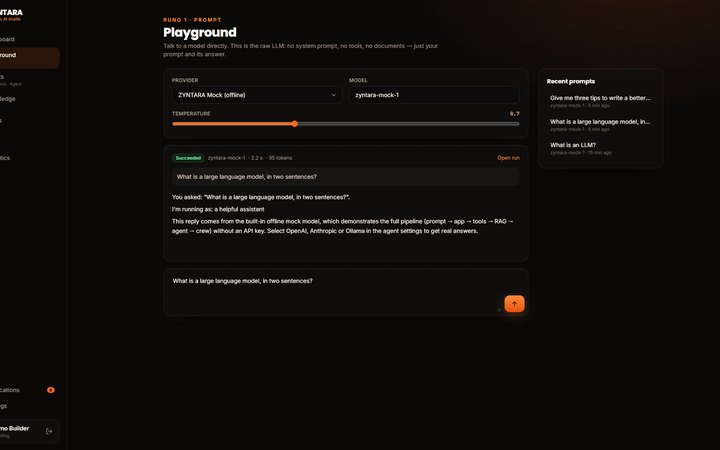 NTARA
AI studio
board
round
ools · Agent
ledge
tics
cations
6
gs
mo Builder
RUNG 1 · PROMPT
Playground
Talk to a model directly. This is the raw LLM: no system prompt, no tools, no documents — just your
prompt and its answer.
PROVIDER
MODEL
ZYNTARA Mock (offline)
zyntara-mock-1
TEMPERATURE
0.7
Succeeded
zyntara-mock-1 · 2.2 s · 95 tokens
Open run
What is a large language model, in two sentences?
You asked: "What is a large language model, in two sentences?".
I'm running as: a helpful assistant
This reply comes from the built-in offline mock model, which demonstrates the full pipeline (prompt → app → tools → RAG →
agent → crew) without an API key. Select OpenAI, Anthropic or Ollama in the agent settings to get real answers.
What is a large language model, in two sentences?
Recent prompts
Give me three tips to write a better...
zyntara-mock-1 · 5 min ago
What is a large language model, in...
zyntara-mock-1 · 5 min ago
What is an LLM?
zyntara-mock-1 · 15 min ago